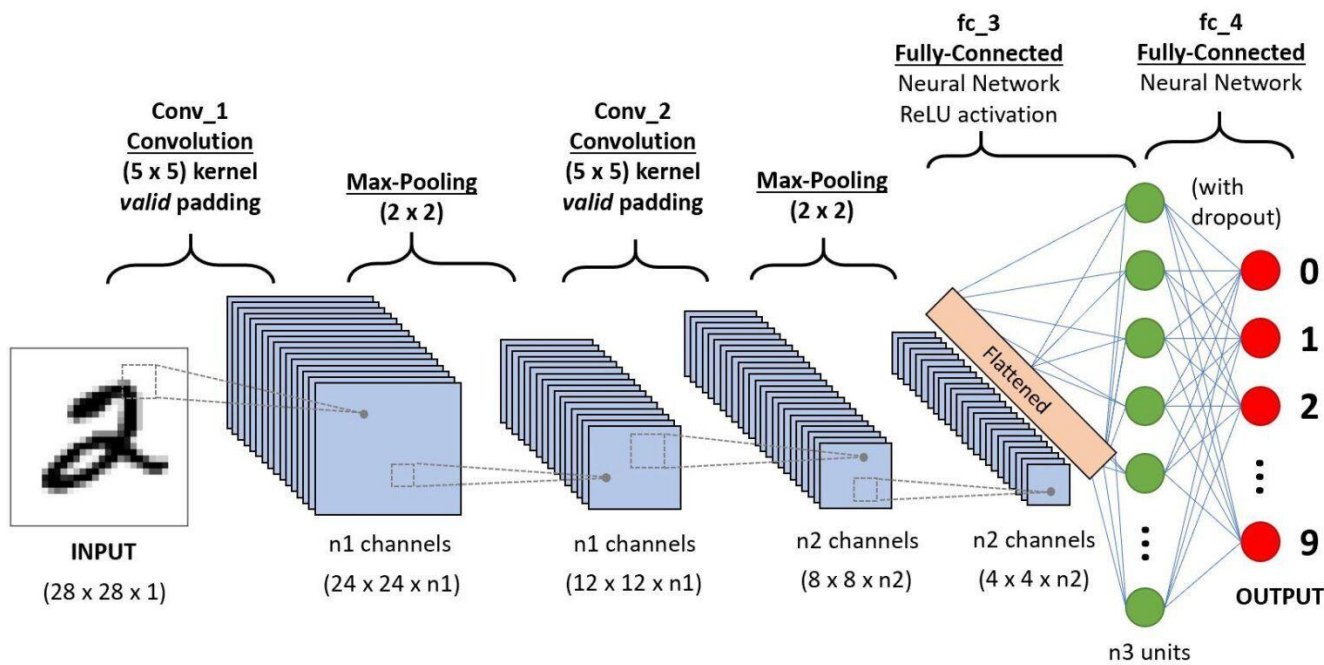 Conv_1
Convolution
(5 x 5) kernel
valid padding
Max-Pooling
(2 x 2)
Conv_2
Convolution
(5 x 5) kernel
valid padding
Max-Pooling
(2 x 2)
fc_3
Fully-Connected
Neural Network
ReLU activation
fc_4
Fully-Connected
Neural Network
(with
dropout)
Flattened
0
1
2
⋮
9
OUTPUT
2
INPUT
(28 x 28 x 1)
n1 channels
(24 x 24 x n1)
n1 channels
(12 x 12 x n1)
n2 channels
(8 x 8 x n2)
n2 channels
(4 x 4 x n2)
n3 units